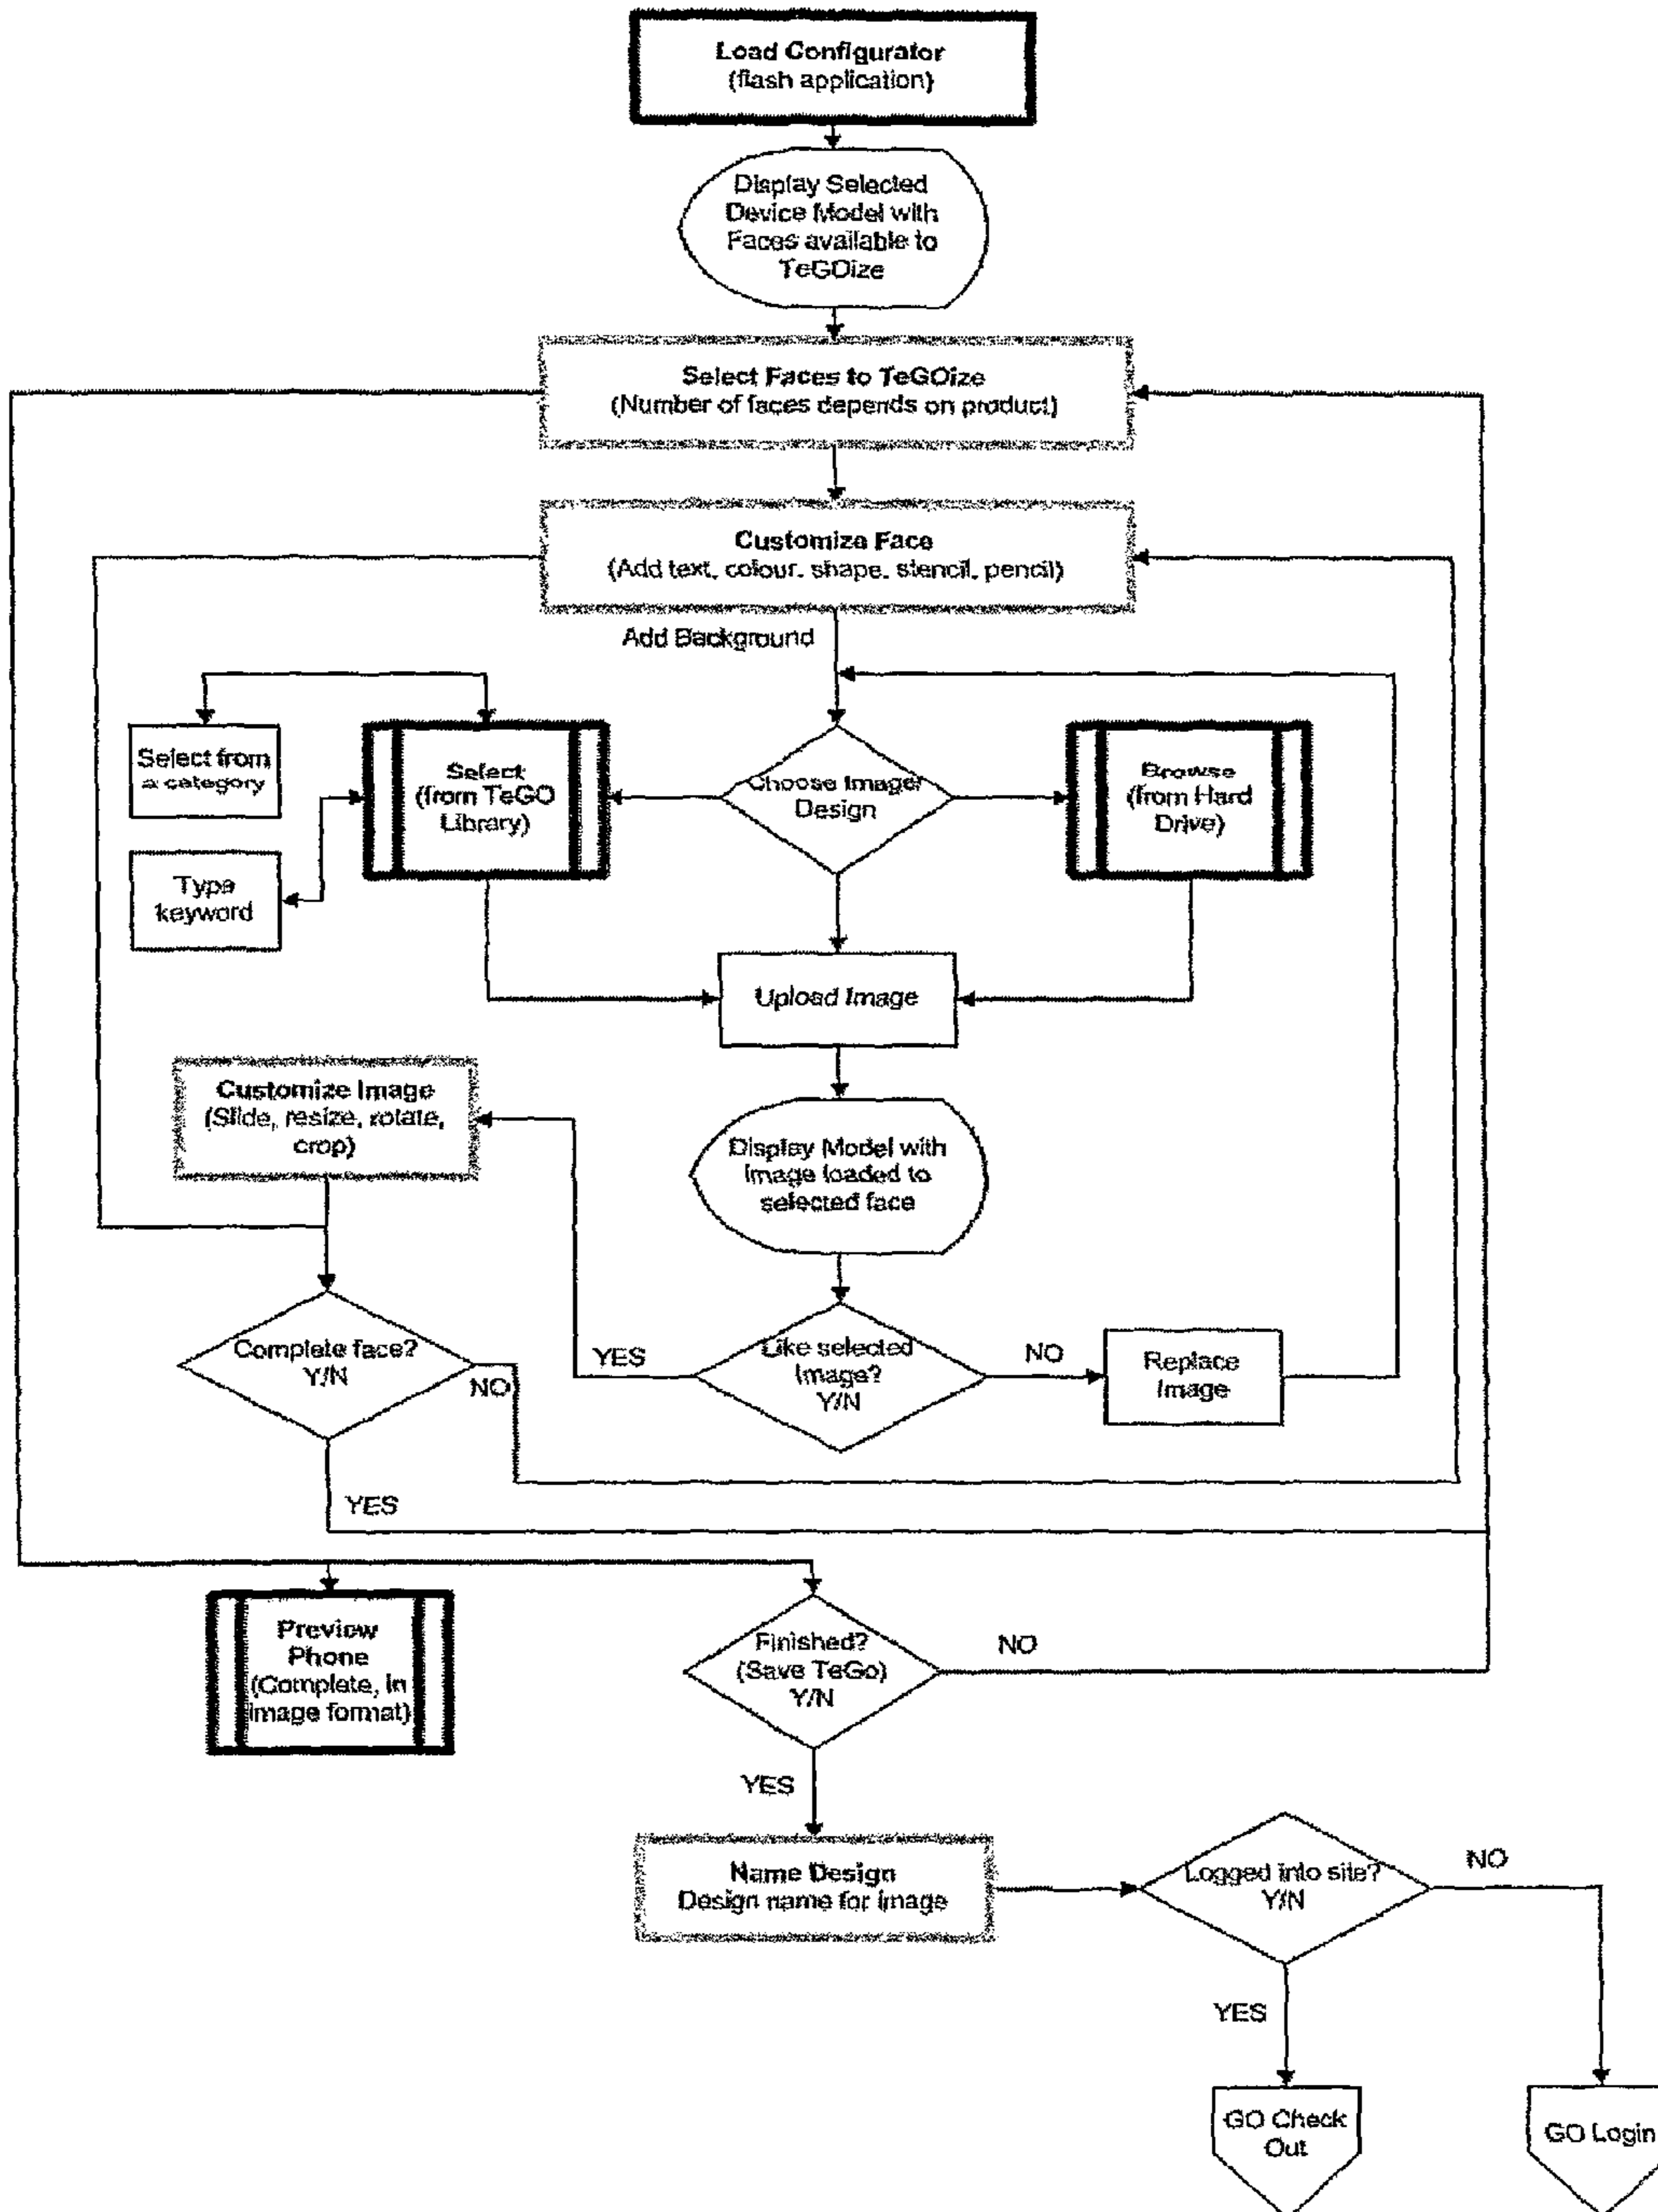 Load Configurator
(flash application)
Display Selected
Device Model with
Faces available to
TeGOize
Select Faces to TeGOize
(Number of faces depends on product)
Customize Face
(Add text, colour, shape, stencil, pencil)
Add Background
Select from
a category
Select
(from TeGO
Library)
Choose Image/
Design
Browse
(from Hard
Drive)
Type
keyword
Upload Image
Customize Image
(Slide, resize, rotate,
crop)
Display Model with
Image loaded to
selected face
Complete face?
Y/N
NO
YES
Like selected
Image?
Y/N
NO
Replace
Image
YES
Preview
Phone
(Complete, in
image format)
Finished?
(Save TeGo)
Y/N
NO
YES
Name Design
Design name for image
Logged into site?
Y/N
NO
YES
GO Check
Out
GO Login